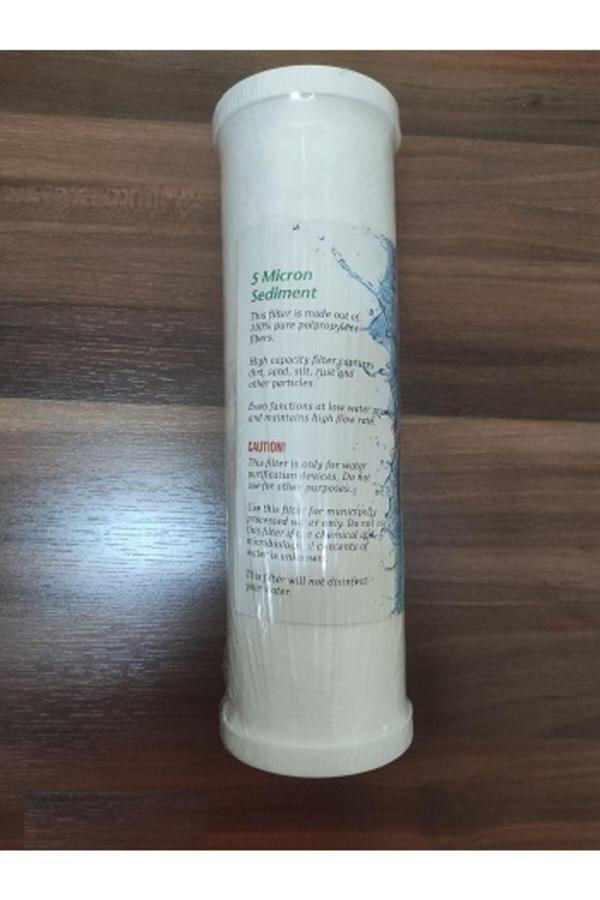 5 Micron
Sediment
This filter is made out of
100% pure polpropylene
fibers.
High capacity filter captures
dirt, sand, silt, rust and
other particles.
Even functions at low water
and maintains high flow rate.
CAUTION!
This filter is only for water
purification devices. Do not
use for other purposes.
Use this filter for municipally
processed water only. Do not use
this filter if the chemical
microbiological contents of
water is unknown.
This filter will not disinfect
your water.